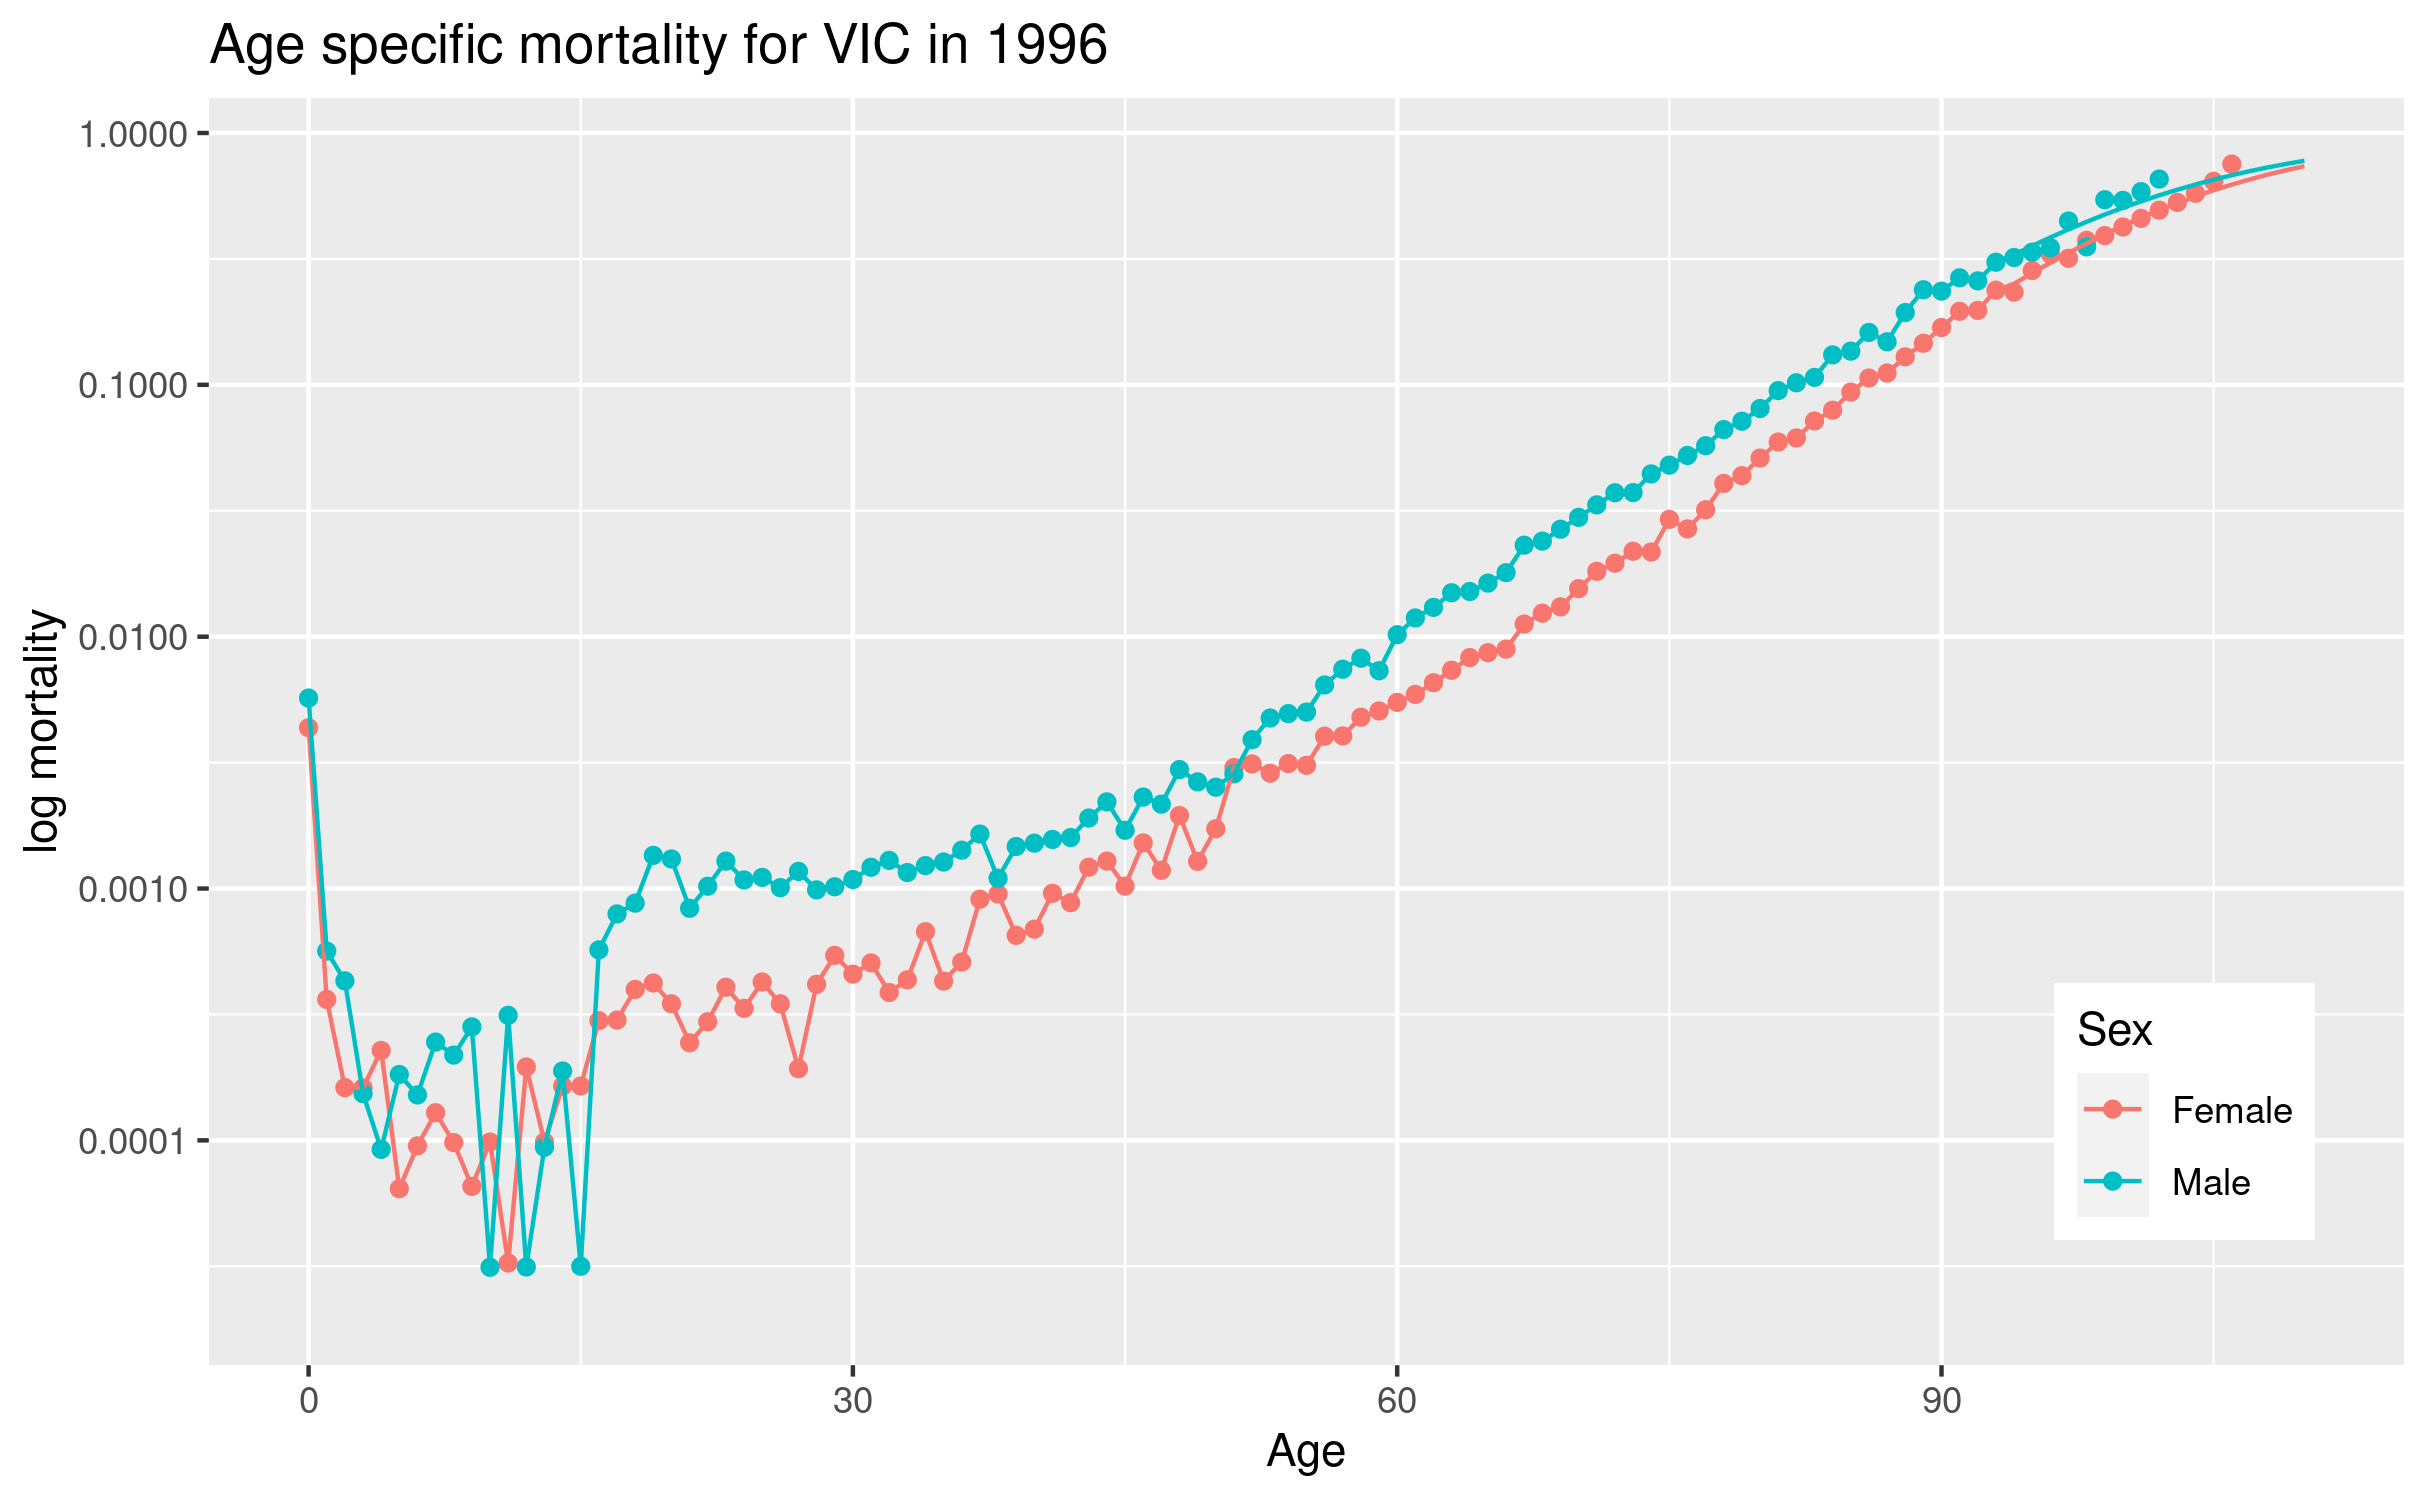 Age specific mortality for VIC in 1996
1.0000
0.1000
0.0100
0.0010
0.0001
log mortality
0
30
60
90
Age
Sex
Female
Male